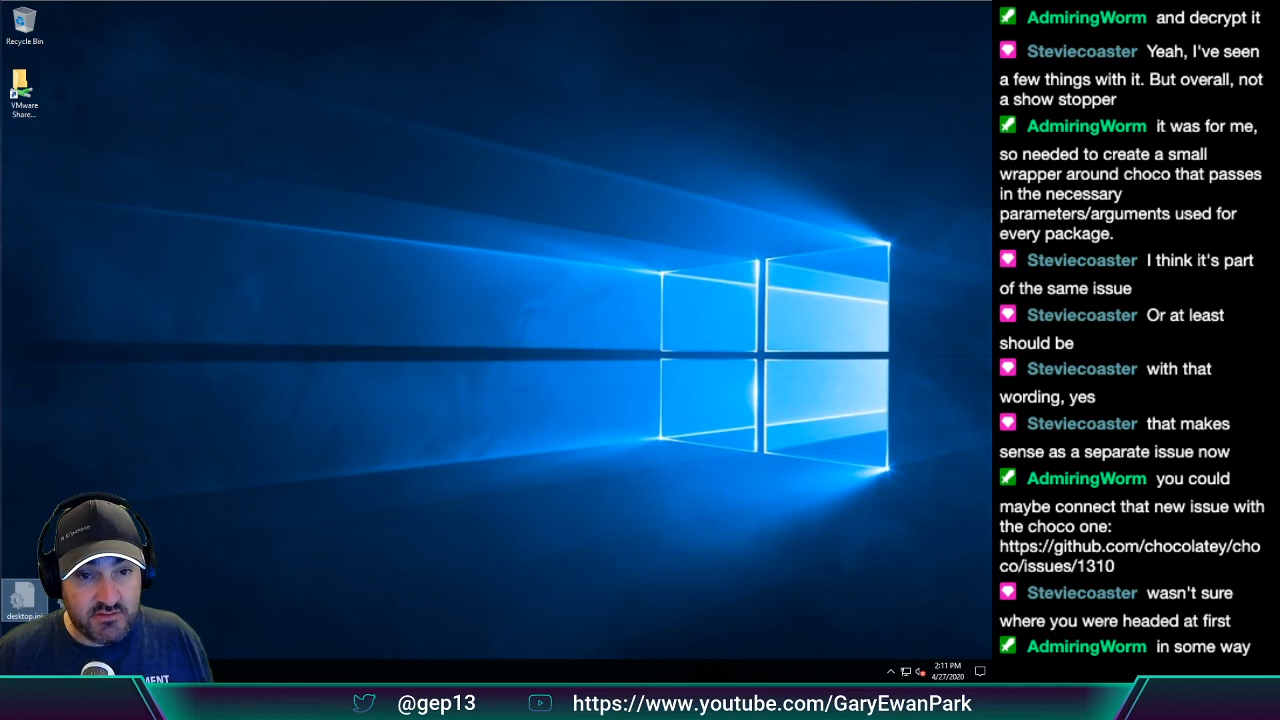 Recycle Bin
VMware
Share...
desktop.ini
2:11 PM
4/27/2020
AdmiringWorm and decrypt it
Steviecoaster Yeah, I've seen
a few things with it. But overall, not
a show stopper
AdmiringWorm it was for me,
so needed to create a small
wrapper around choco that passes
in the necessary
parameters/arguments used for
every package.
Steviecoaster I think it's part
of the same issue
Steviecoaster Or at least
should be
Steviecoaster with that
wording, yes
Steviecoaster that makes
sense as a separate issue now
AdmiringWorm you could
maybe connect that new issue with
the choco one:
https://github.com/chocolatey/cho
co/issues/1310
Steviecoaster wasn't sure
where you were headed at first
AdmiringWorm in some way
@gep13
https://www.youtube.com/GaryEwanPark